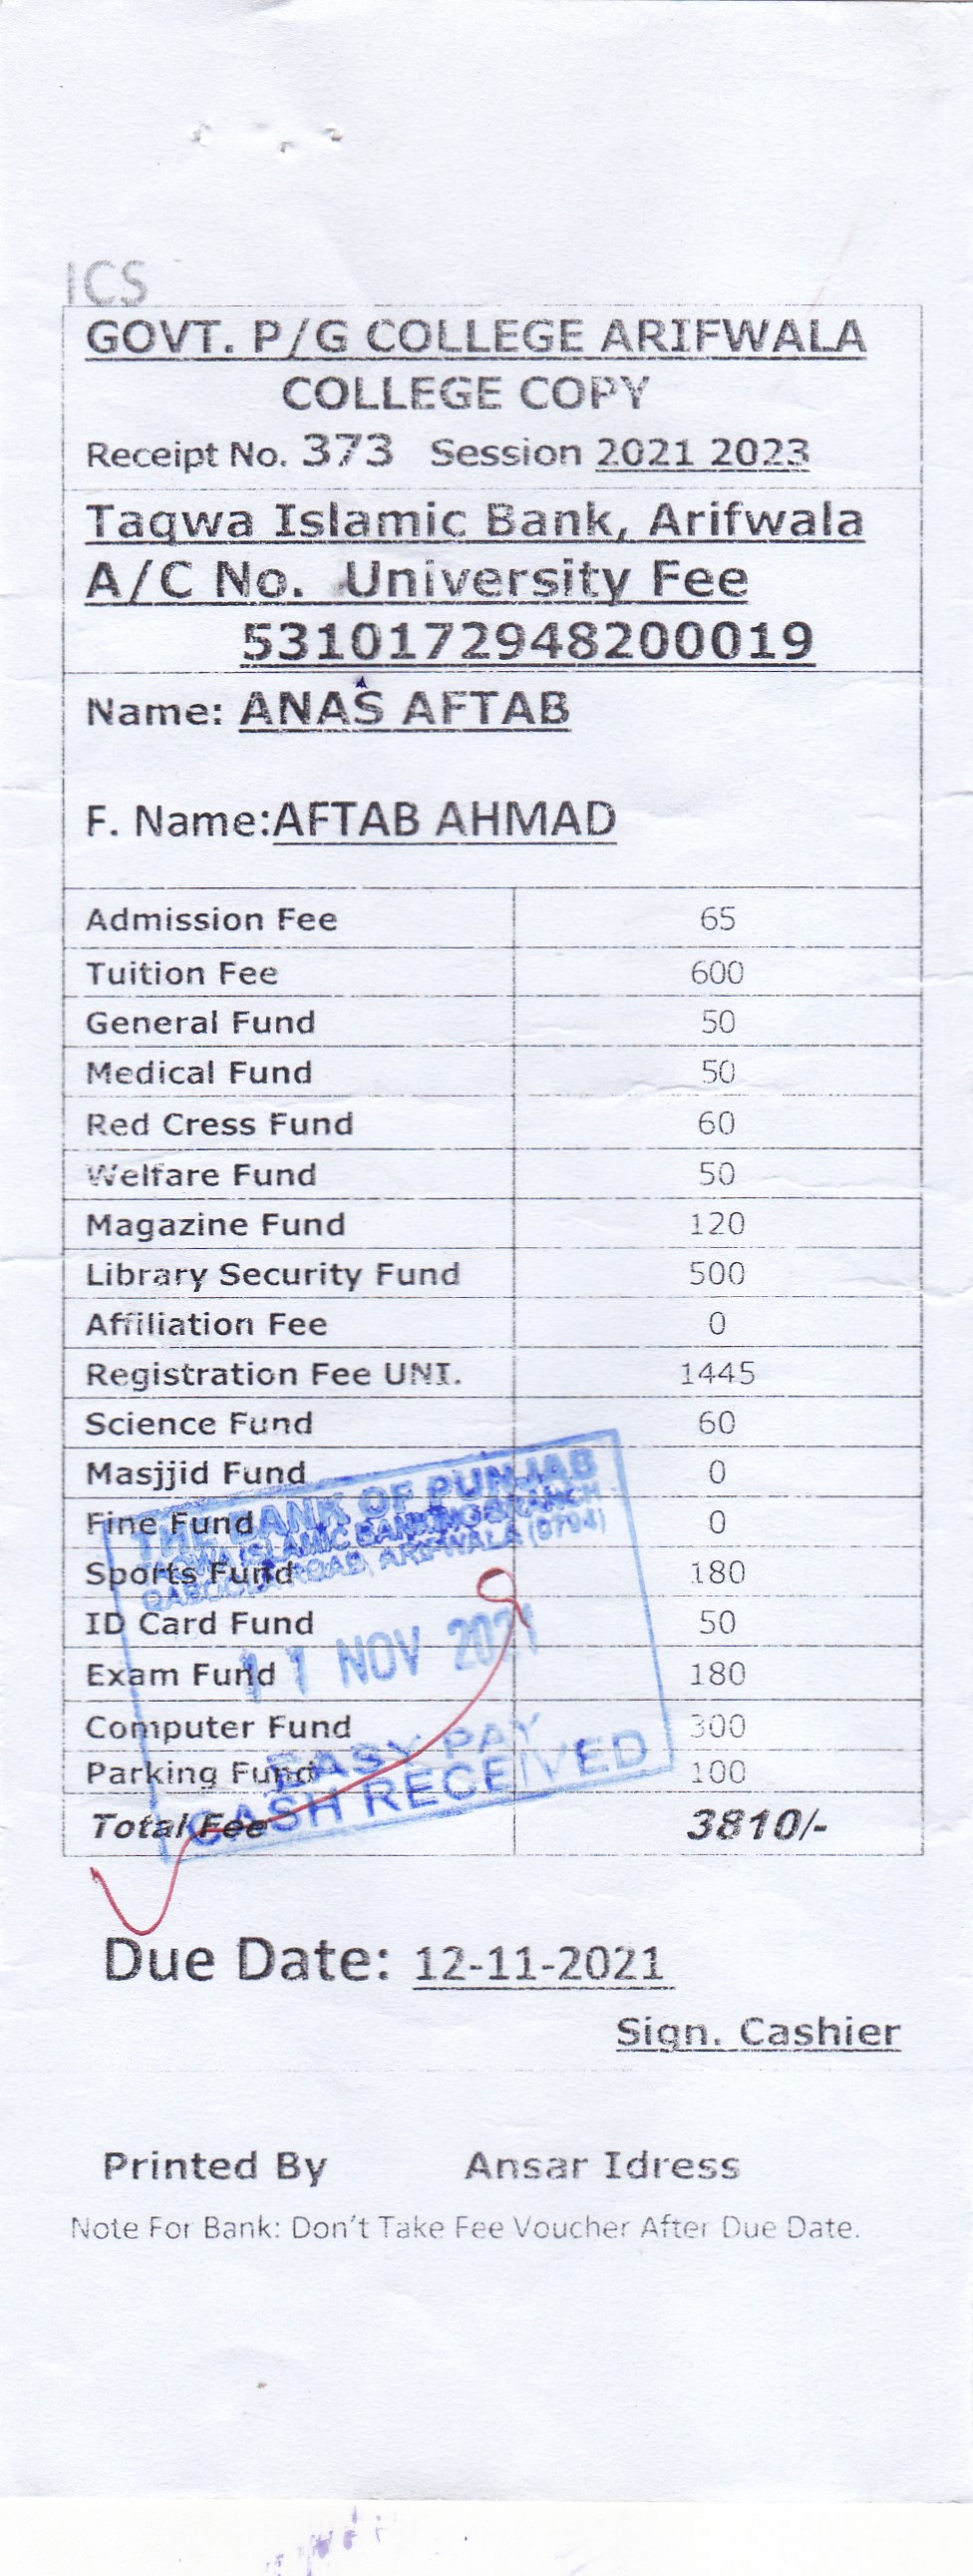 ICS
GOVT. P/G COLLEGE ARIFWALA
COLLEGE COPY
Receipt No. 373 Session 2021 2023
Taqwa Islamic Bank, Arifwala
A/C No. University Fee
5310172948200019
Name: ANAS AFTAB
F. Name:AFTAB AHMAD
Admission Fee 65
Tuition Fee 600
General Fund 50
Medical Fund 50
Red Cress Fund 60
Welfare Fund 50
Magazine Fund 120
Library Security Fund 500
Affiliation Fee 0
Registration Fee UNI. 1445
Science Fund 60
Masjjid Fund 0
Fine Fund 0
Sports Fund 180
ID Card Fund 50
Exam Fund 180
Computer Fund 300
Parking Fund 100
Total Fee 3810/-
THE BANK OF PUNJAB
TAQWA ISLAMIC BANKING BRANCH
QABOOLA ROAD, ARIFWALA (0794)
11 NOV 2021
EASY PAY
CASH RECEIVED
Due Date: 12-11-2021
Sign. Cashier
Printed By Ansar Idress
Note For Bank: Don't Take Fee Voucher After Due Date.